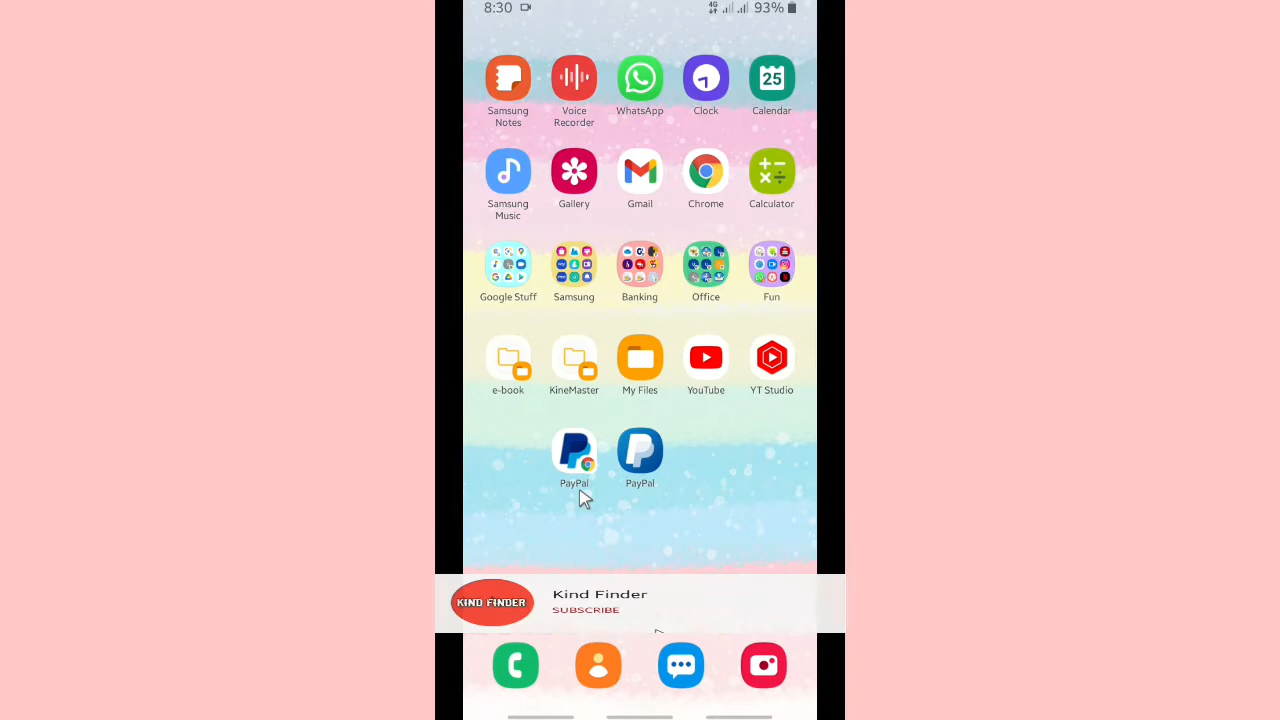 8:30 4G 93%
Samsung Notes
Voice Recorder
WhatsApp
Clock
25
Calendar
Samsung Music
Gallery
Gmail
Chrome
Calculator
Google Stuff
Samsung
Banking
Office
Fun
e-book
KineMaster
My Files
YouTube
YT Studio
PayPal
PayPal
KIND FINDER
Kind Finder
SUBSCRIBE